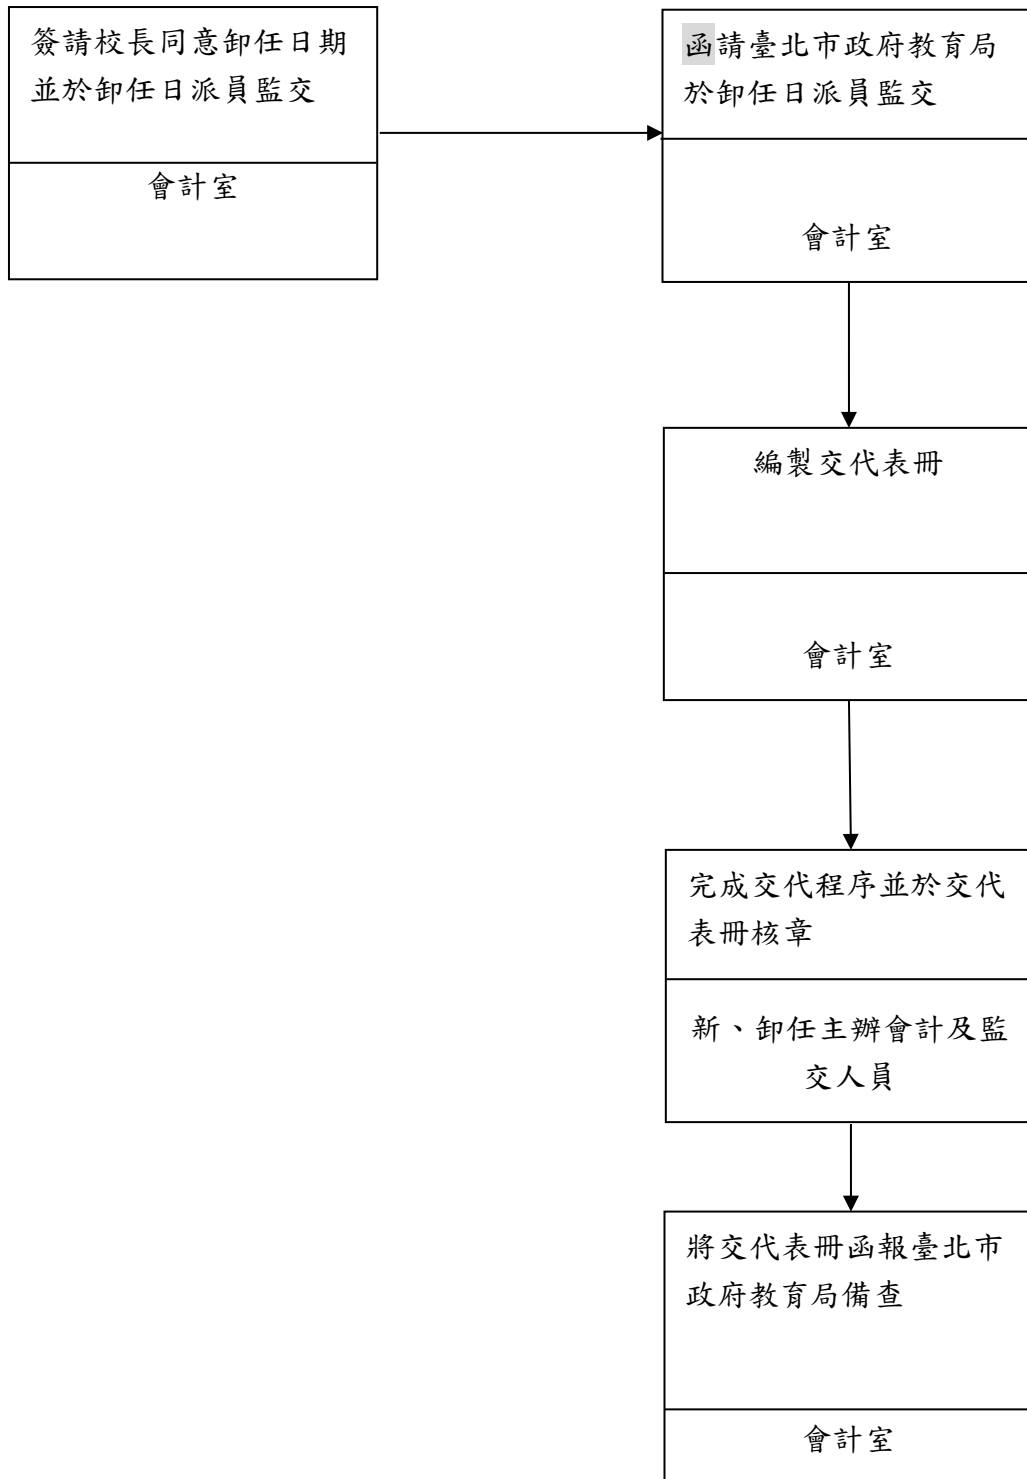 簽請校長同意卸任日期
並於卸任日派員監交
會計室
函請臺北市政府教育局
於卸任日派員監交
會計室
編製交代表冊
會計室
完成交代程序並於交代
表冊核章
新、卸任主辦會計及監
交人員
將交代表冊函報臺北市
政府教育局備查
會計室